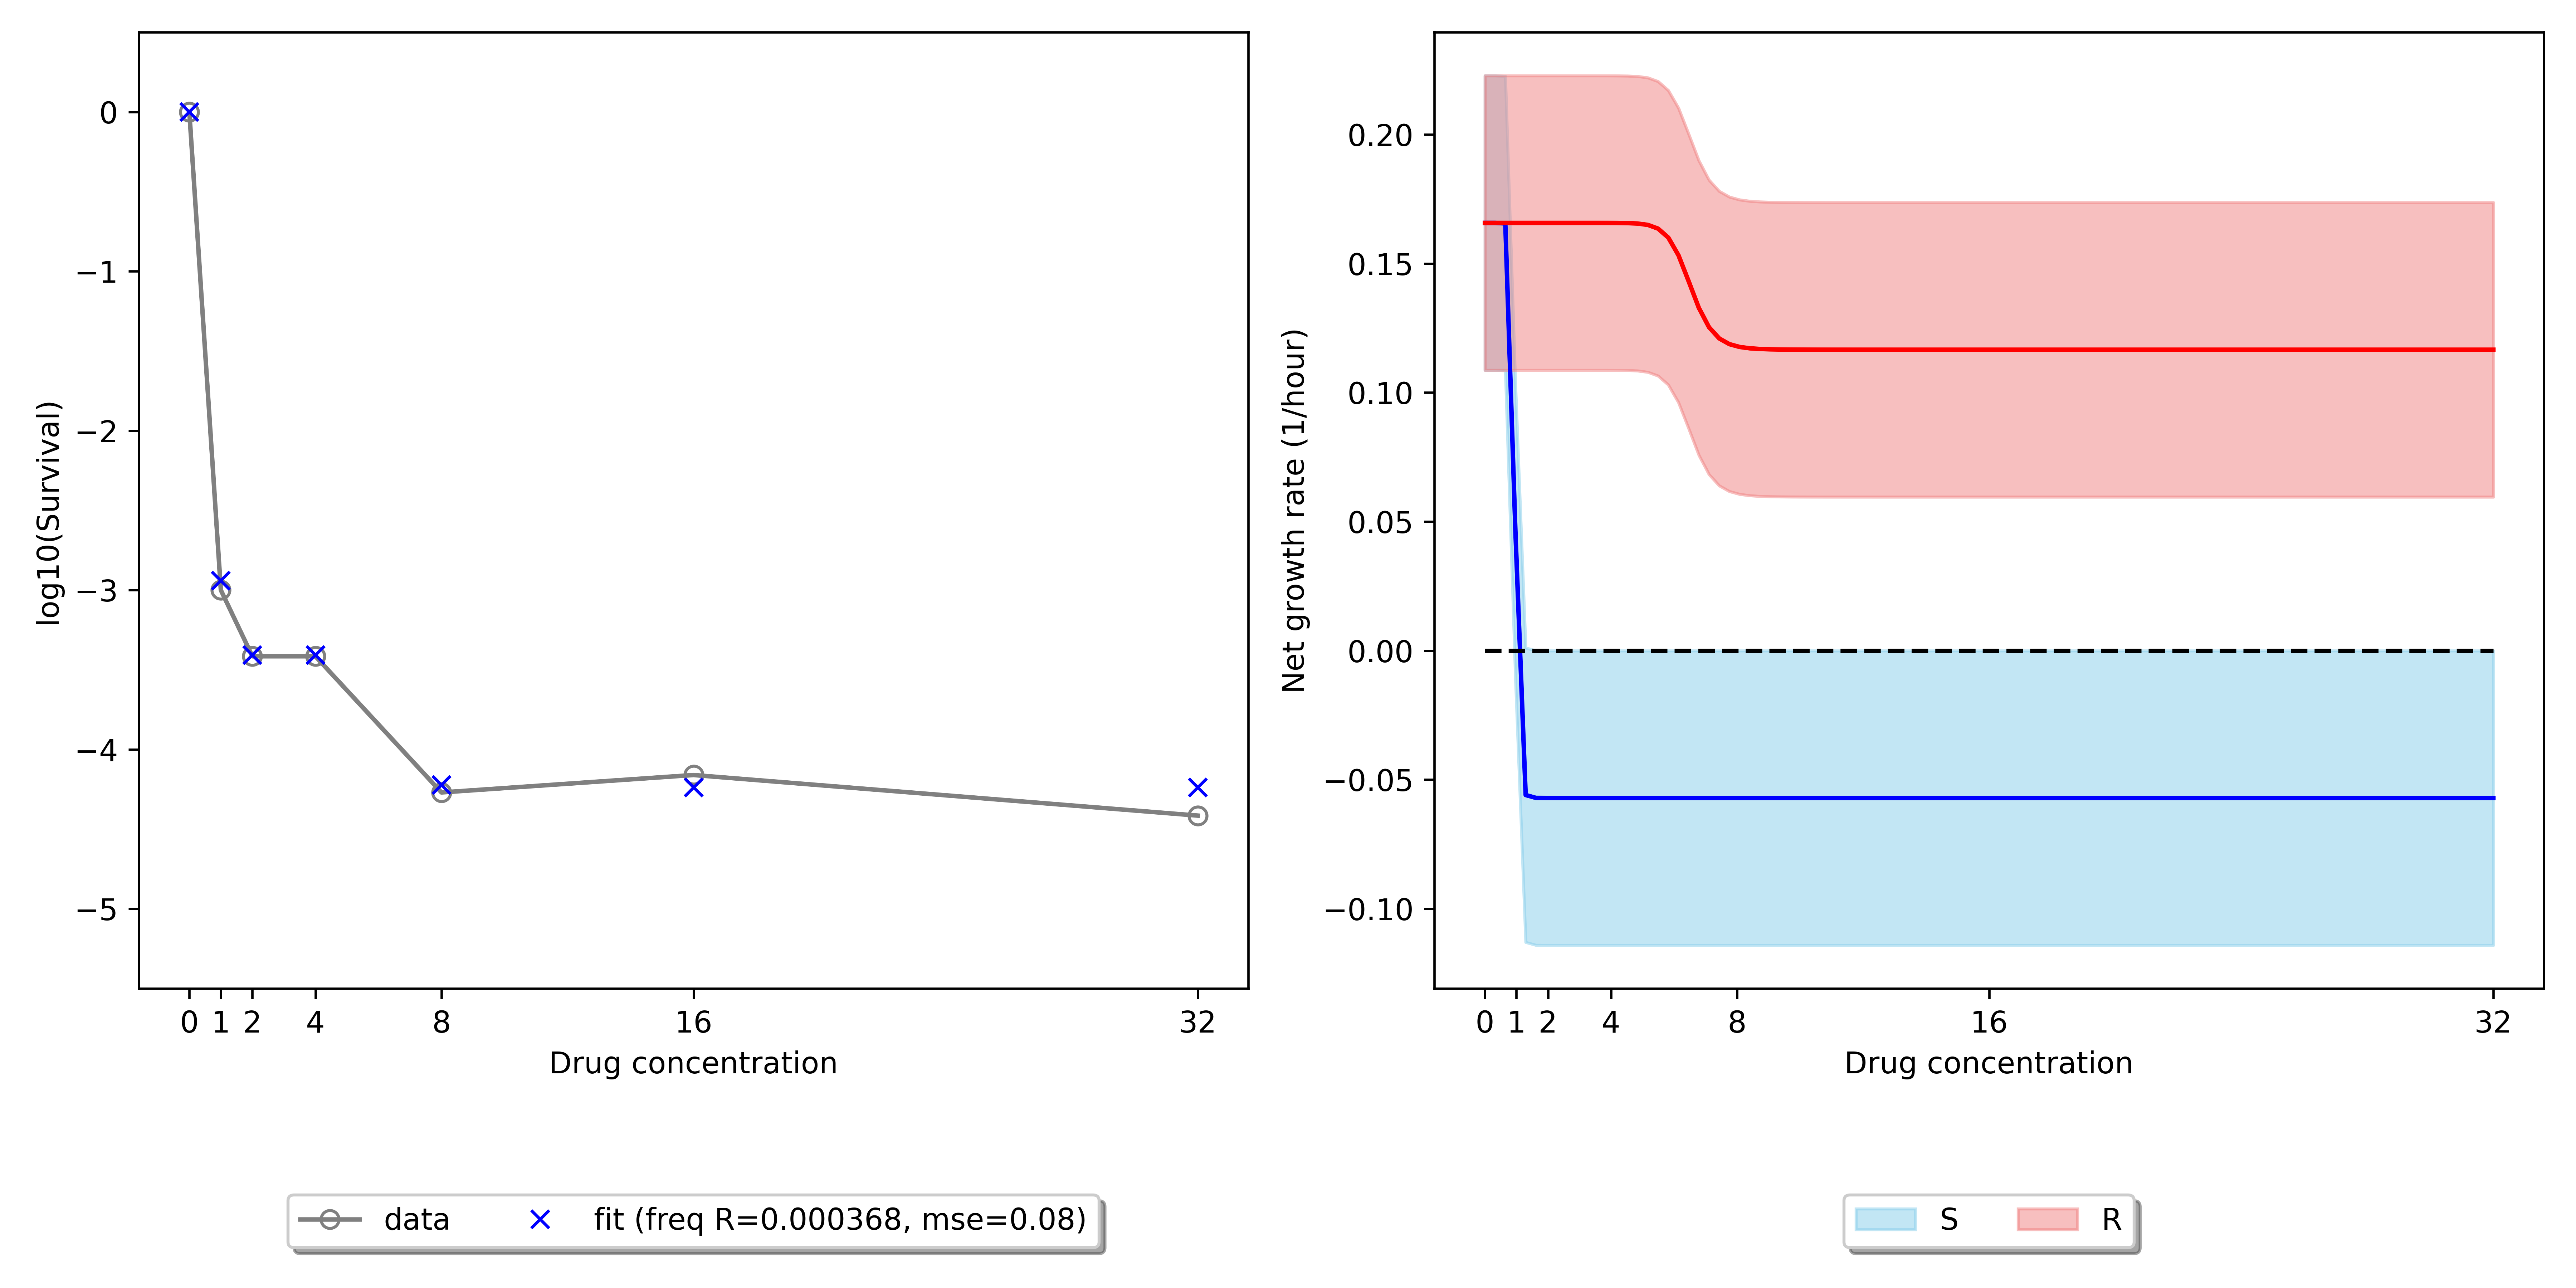 0
−1
−2
−3
−4
−5
log10(Survival)
0 1 2 4 8 16 32
Drug concentration
data fit (freq R=0.000368, mse=0.08)
0.20
0.15
0.10
0.05
0.00
−0.05
−0.10
Net growth rate (1/hour)
0 1 2 4 8 16 32
Drug concentration
S R